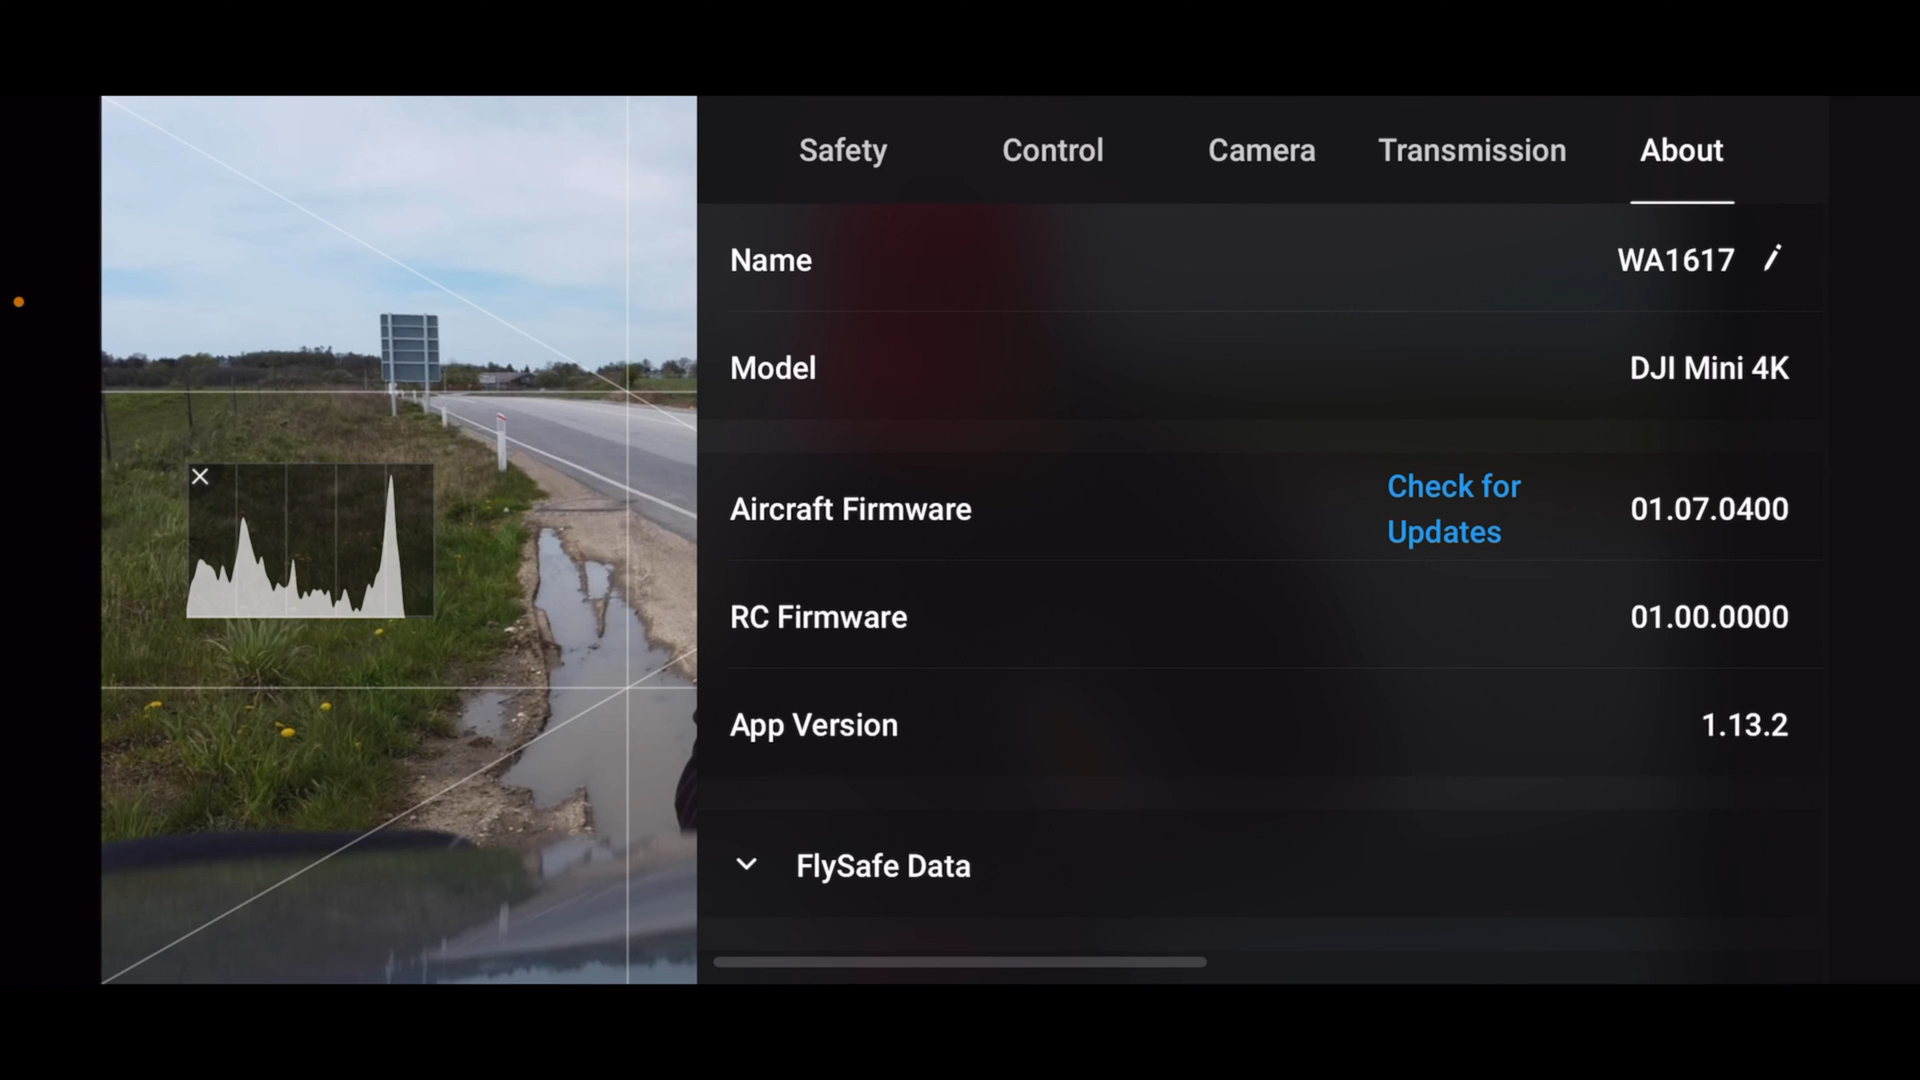 Safety Control Camera Transmission About
Name WA1617
Model DJI Mini 4K
Aircraft Firmware Check for Updates 01.07.0400
RC Firmware 01.00.0000
App Version 1.13.2
FlySafe Data